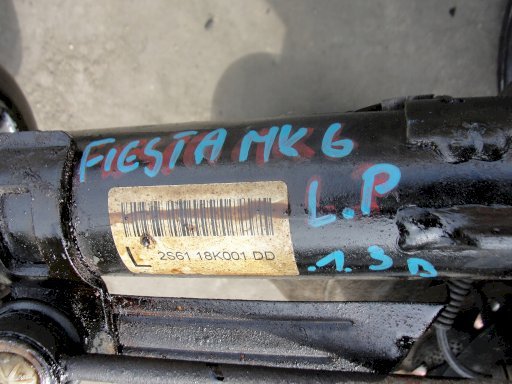 FIESTA MK6
L.P
L 2S61 18K001 DD
.1.3